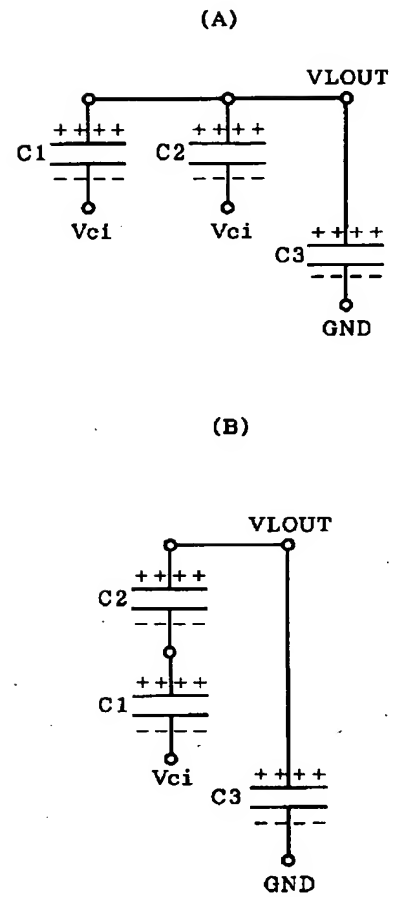 (A)
VLOUT
++++
++++
C1
C2
----
----
Vci
Vci
++++
C3
----
GND
(B)
VLOUT
++++
C2
----
++++
C1
----
Vci
++++
C3
----
GND